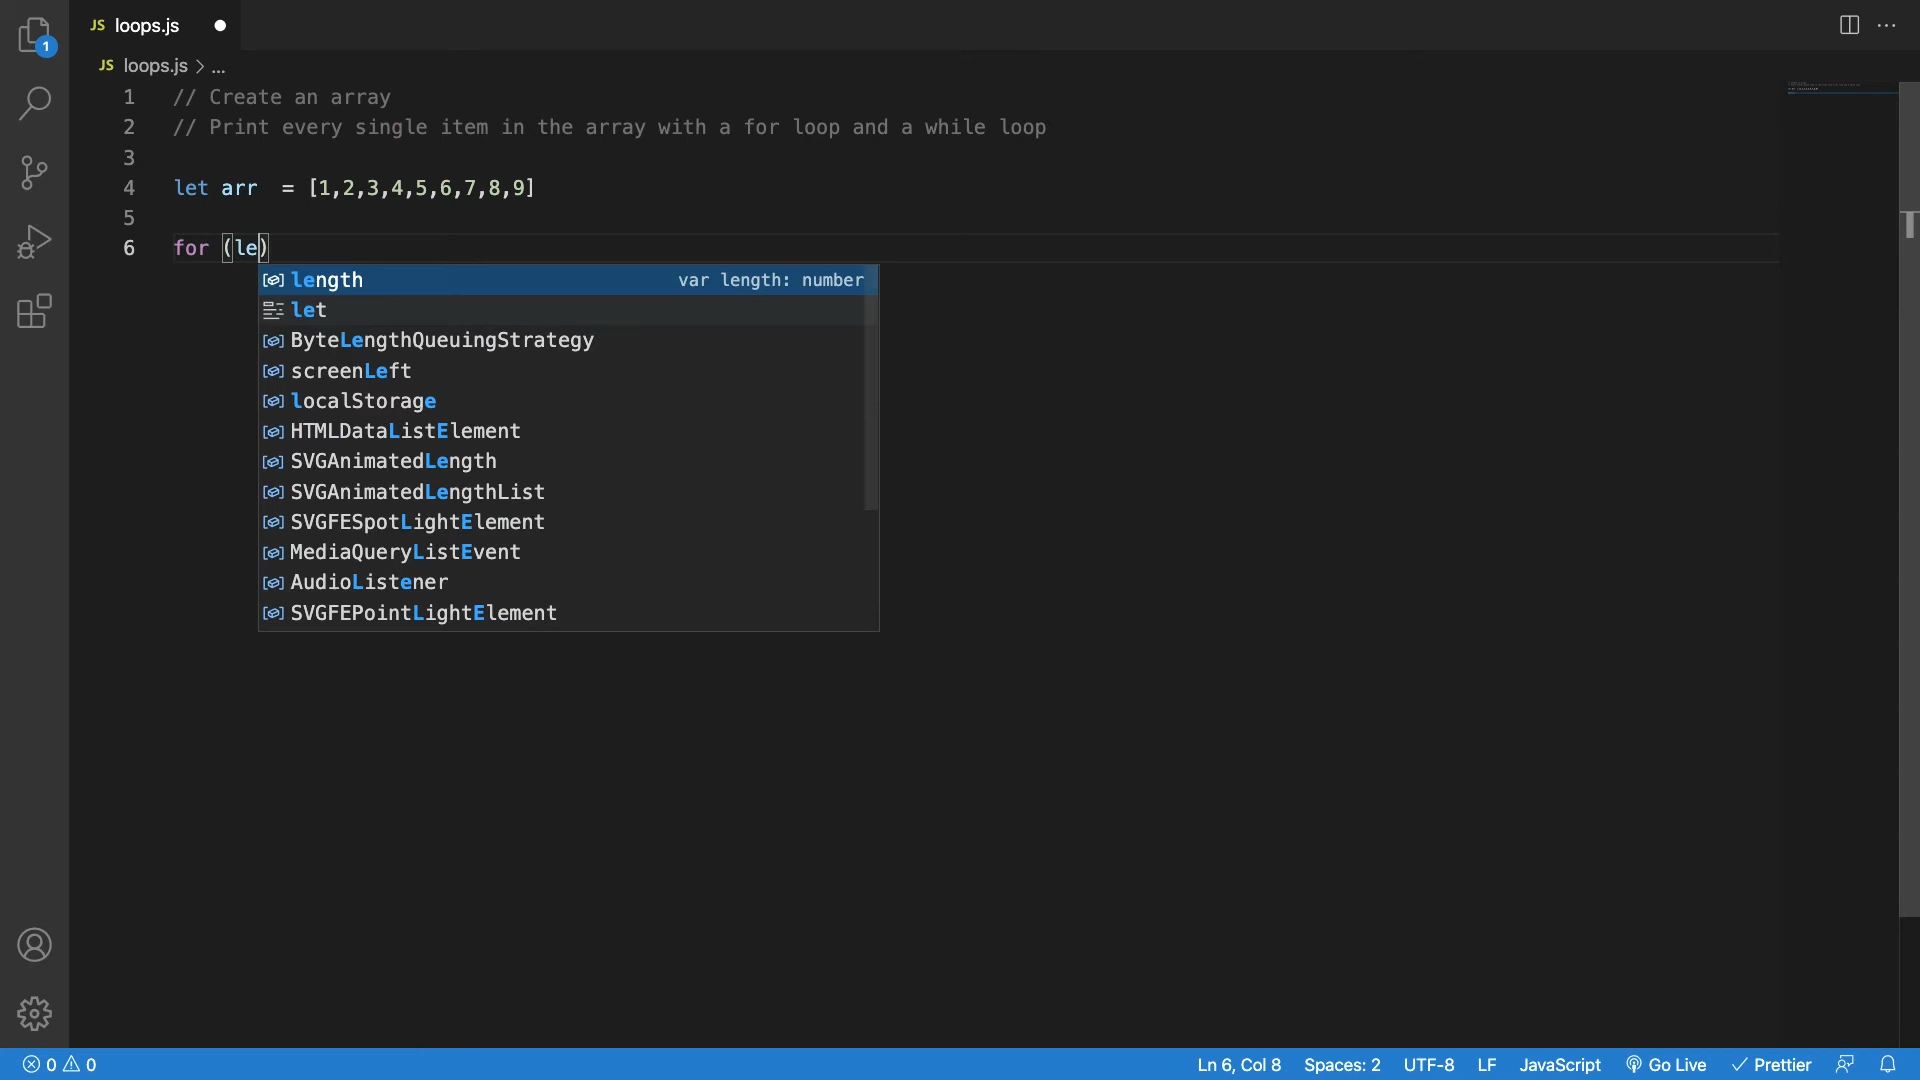 JS loops.js
JS loops.js > ...
1
1 // Create an array
2 // Print every single item in the array with a for loop and a while loop
3
4 let arr  = [1,2,3,4,5,6,7,8,9]
5
6 for (le)
length var length: number
let
ByteLengthQueuingStrategy
screenLeft
localStorage
HTMLDataListElement
SVGAnimatedLength
SVGAnimatedLengthList
SVGFESpotLightElement
MediaQueryListEvent
AudioListener
SVGFEPointLightElement
0 0 Ln 6, Col 8 Spaces: 2 UTF-8 LF JavaScript Go Live Prettier